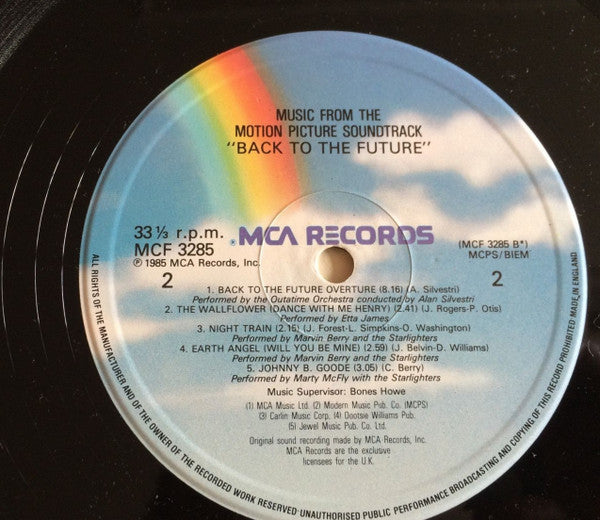 MUSIC FROM THE
MOTION PICTURE SOUNDTRACK
"BACK TO THE FUTURE"
33 ⅓ r.p.m.
MCF 3285
℗ 1985 MCA Records, Inc.
MCA RECORDS
(MCF 3285 B*)
MCPS/BIEM
2
2
1. BACK TO THE FUTURE OVERTURE (8.16) (A. Silvestri)
Performed by the Outatime Orchestra conducted by Alan Silvestri
2. THE WALLFLOWER (DANCE WITH ME HENRY) (2.41) (J. Rogers-P. Otis)
Performed by Etta James
3. NIGHT TRAIN (2.15) (J. Forest-L. Simpkins-O. Washington)
Performed by Marvin Berry and the Starlighters
4. EARTH ANGEL (WILL YOU BE MINE) (2.59) (J. Belvin-D. Williams)
Performed by Marvin Berry and the Starlighters
5. JOHNNY B. GOODE (3.05) (C. Berry)
Performed by Marty McFly with the Starlighters
Music Supervisor: Bones Howe
(1) MCA Music Ltd. (2) Modern Music Pub. Co. (MCPS)
(3) Carlin Music Corp. (4) Dootsie Williams Pub.
(5) Jewel Music Pub. Co. Ltd.
Original sound recording made by MCA Records, Inc.
MCA Records are the exclusive
licensees for the U.K.
ALL RIGHTS OF THE MANUFACTURER AND OF THE OWNER OF THE RECORDED WORK RESERVED UNAUTHORISED PUBLIC PERFORMANCE BROADCASTING AND COPYING OF THIS RECORD PROHIBITED MADE IN ENGLAND